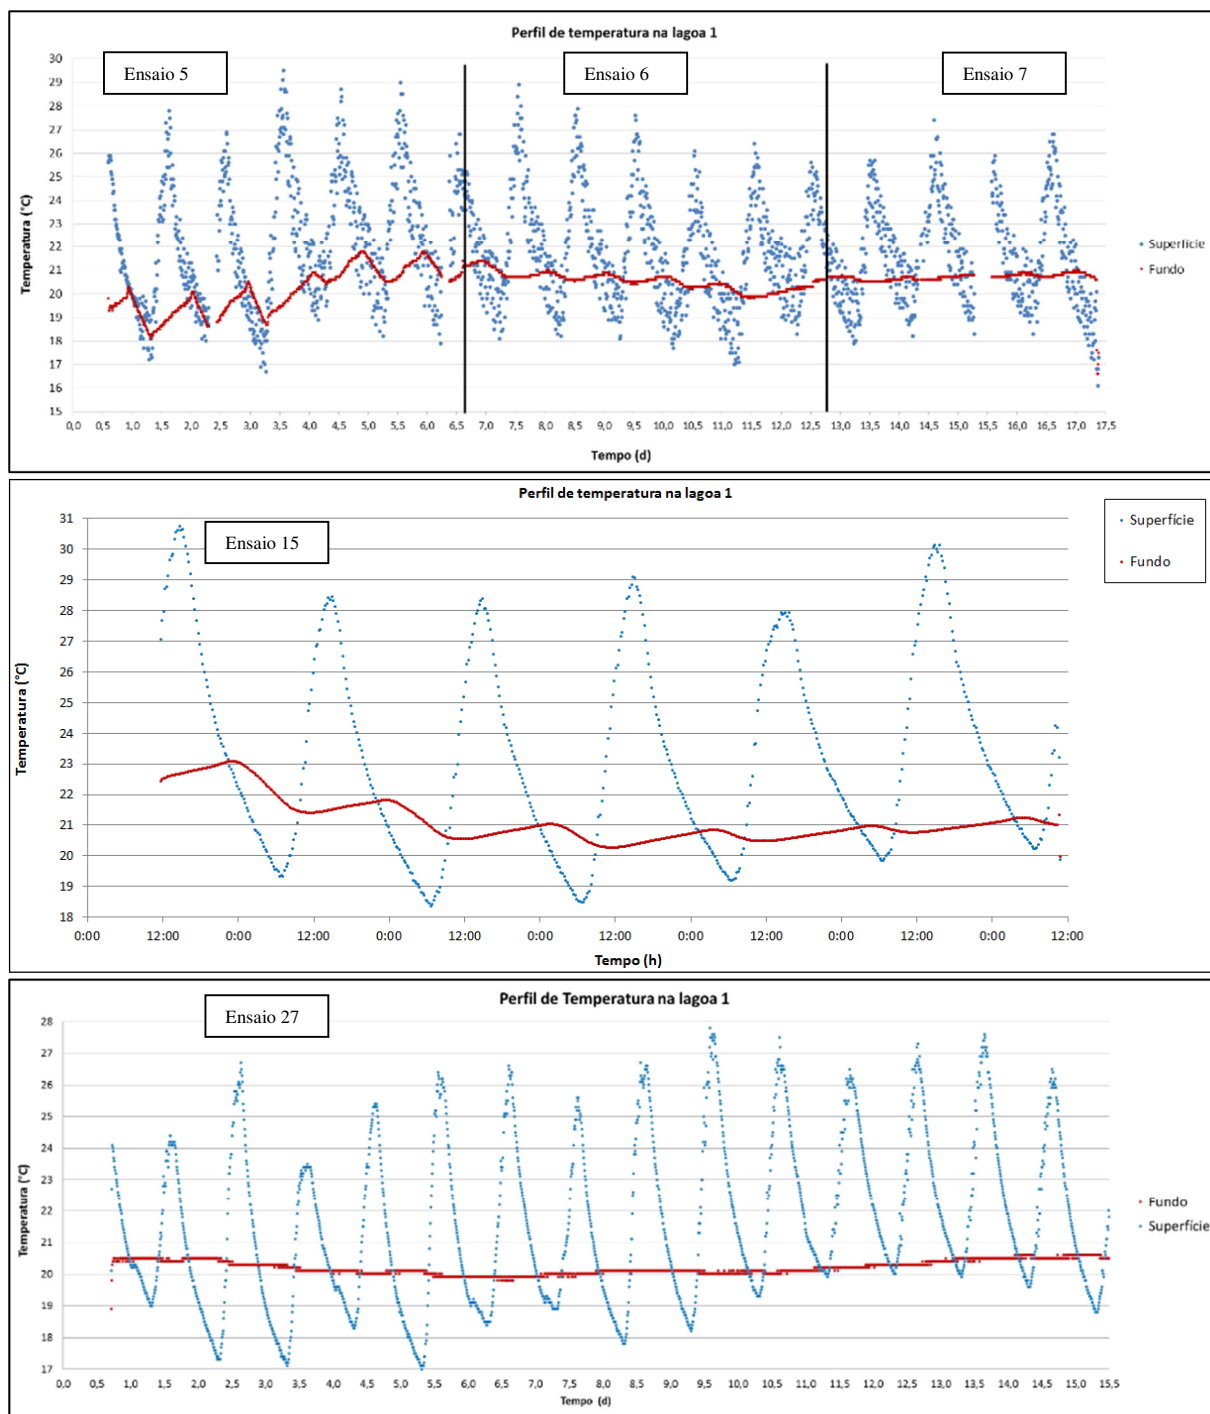 Perfil de temperatura na lagoa 1
Ensaio 5
Ensaio 6
Ensaio 7
30
29
28
27
26
25
24
23
22
21
20
19
18
17
16
15
Temperatura (°C)
Superfície
Fundo
0,0 0,5 1,0 1,5 2,0 2,5 3,0 3,5 4,0 4,5 5,0 5,5 6,0 6,5 7,0 7,5 8,0 8,5 9,0 9,5 10,0 10,5 11,0 11,5 12,0 12,5 13,0 13,5 14,0 14,5 15,0 15,5 16,0 16,5 17,0 17,5
Tempo (d)
Perfil de temperatura na lagoa 1
Ensaio 15
Superfície
Fundo
31
30
29
28
27
26
25
24
23
22
21
20
19
18
Temperatura (°C)
0:00 12:00 0:00 12:00 0:00 12:00 0:00 12:00 0:00 12:00 0:00 12:00 0:00 12:00
Tempo (h)
Perfil de Temperatura na lagoa 1
Ensaio 27
28
27
26
25
24
23
22
21
20
19
18
17
Temperatura (°C)
Fundo
Superfície
0,0 0,5 1,0 1,5 2,0 2,5 3,0 3,5 4,0 4,5 5,0 5,5 6,0 6,5 7,0 7,5 8,0 8,5 9,0 9,5 10,0 10,5 11,0 11,5 12,0 12,5 13,0 13,5 14,0 14,5 15,0 15,5
Tempo (d)